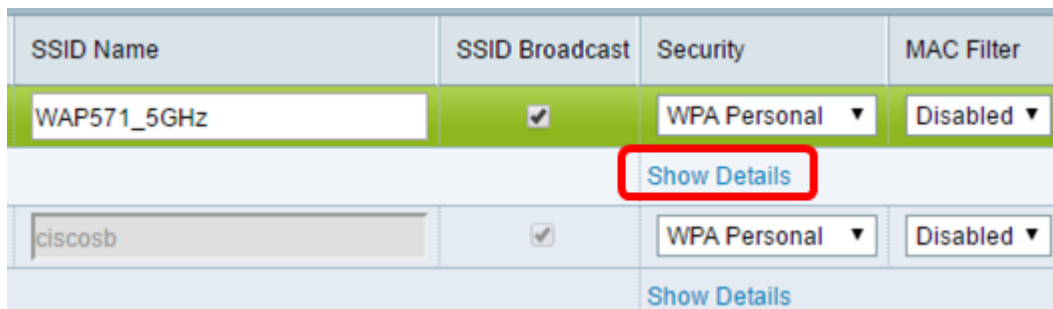 SSID Name SSID Broadcast Security MAC Filter
WAP571_5GHz WPA Personal Disabled
Show Details
ciscosb WPA Personal Disabled
Show Details